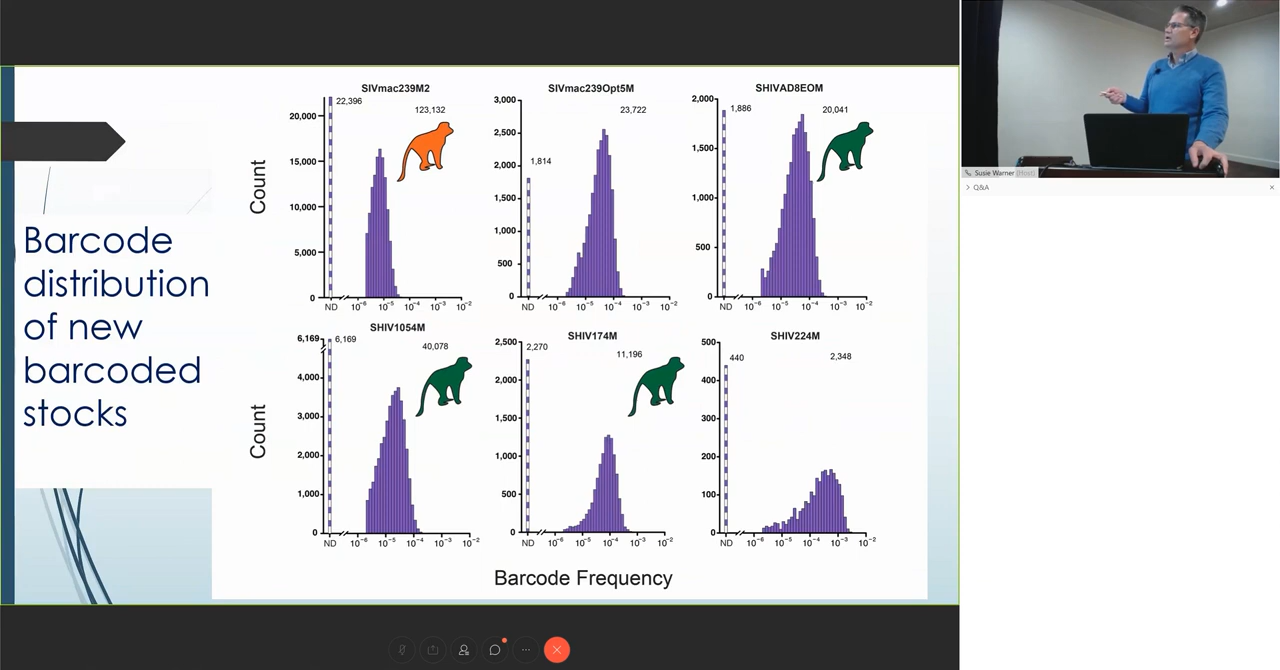 Barcode
distribution
of new
barcoded
stocks
SIVmac239M2
22,396
123,132
20,000
15,000
10,000
5,000
0
Count
ND 10⁻⁶ 10⁻⁵ 10⁻⁴ 10⁻³ 10⁻²
SIVmac239Opt5M
3,000
23,722
2,500
2,000
1,814
1,500
1,000
500
0
ND 10⁻⁶ 10⁻⁵ 10⁻⁴ 10⁻³ 10⁻²
SHIVAD8EOM
2,000
1,886
20,041
1,500
1,000
500
0
ND 10⁻⁶ 10⁻⁵ 10⁻⁴ 10⁻³ 10⁻²
SHIV1054M
6,169
6,169
40,078
4,000
3,000
2,000
1,000
0
Count
ND 10⁻⁶ 10⁻⁵ 10⁻⁴ 10⁻³ 10⁻²
SHIV174M
2,500
2,270
11,196
2,000
1,500
1,000
500
0
ND 10⁻⁶ 10⁻⁵ 10⁻⁴ 10⁻³ 10⁻²
SHIV224M
500
440
2,348
400
300
200
100
0
ND 10⁻⁶ 10⁻⁵ 10⁻⁴ 10⁻³ 10⁻²
Barcode Frequency
Susie Warner (Host)
Q&A